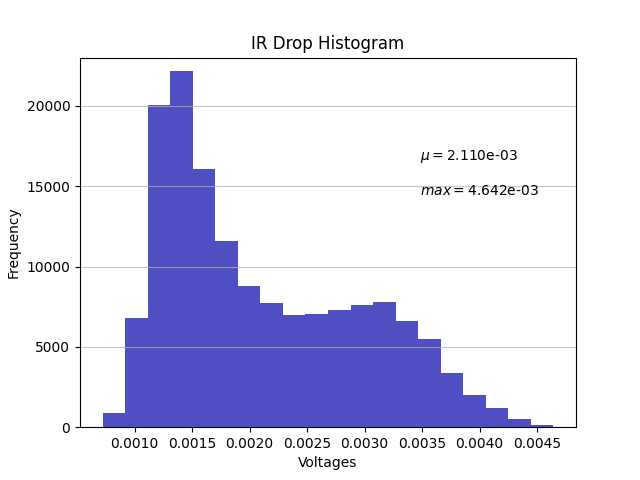 IR Drop Histogram
20000
15000
10000
5000
0
Frequency
μ = 2.110e-03
max = 4.642e-03
0.0010 0.0015 0.0020 0.0025 0.0030 0.0035 0.0040 0.0045
Voltages